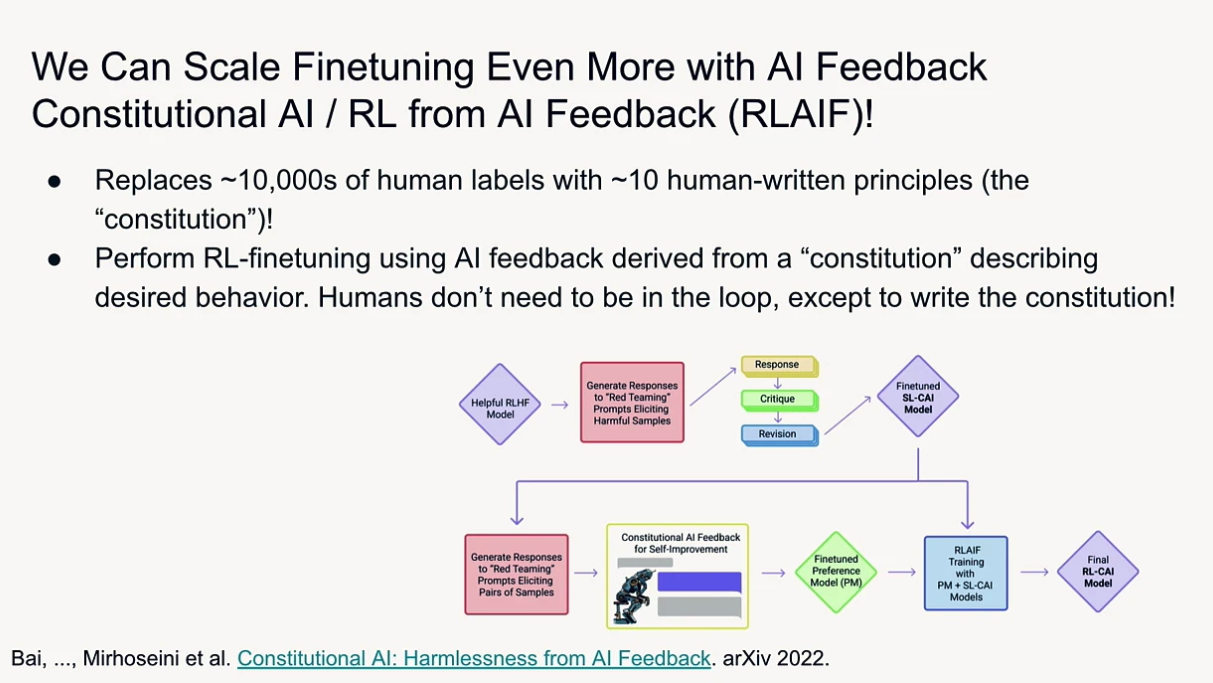 We Can Scale Finetuning Even More with AI Feedback
Constitutional AI / RL from AI Feedback (RLAIF)!
● Replaces ~10,000s of human labels with ~10 human-written principles (the
“constitution”)!
● Perform RL-finetuning using AI feedback derived from a “constitution” describing
desired behavior. Humans don’t need to be in the loop, except to write the constitution!
Helpful RLHF
Model
Generate Responses
to “Red Teaming”
Prompts Eliciting
Harmful Samples
Response
Critique
Revision
Finetuned
SL-CAI
Model
Generate Responses
to “Red Teaming”
Prompts Eliciting
Pairs of Samples
Constitutional AI Feedback
for Self-Improvement
Finetuned
Preference
Model (PM)
RLAIF
Training
with
PM + SL-CAI
Models
Final
RL-CAI
Model
Bai, ..., Mirhoseini et al. Constitutional AI: Harmlessness from AI Feedback. arXiv 2022.